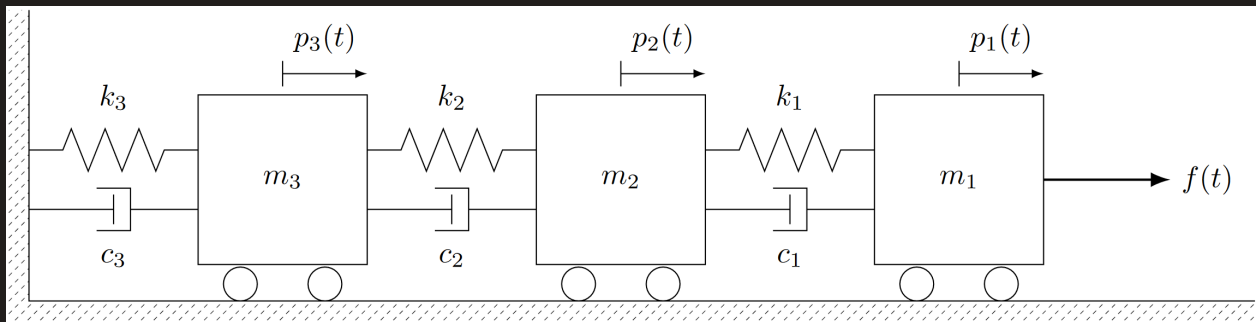 p₃(t) p₂(t) p₁(t)
k₃ k₂ k₁
m₃ m₂ m₁ f(t)
c₃ c₂ c₁